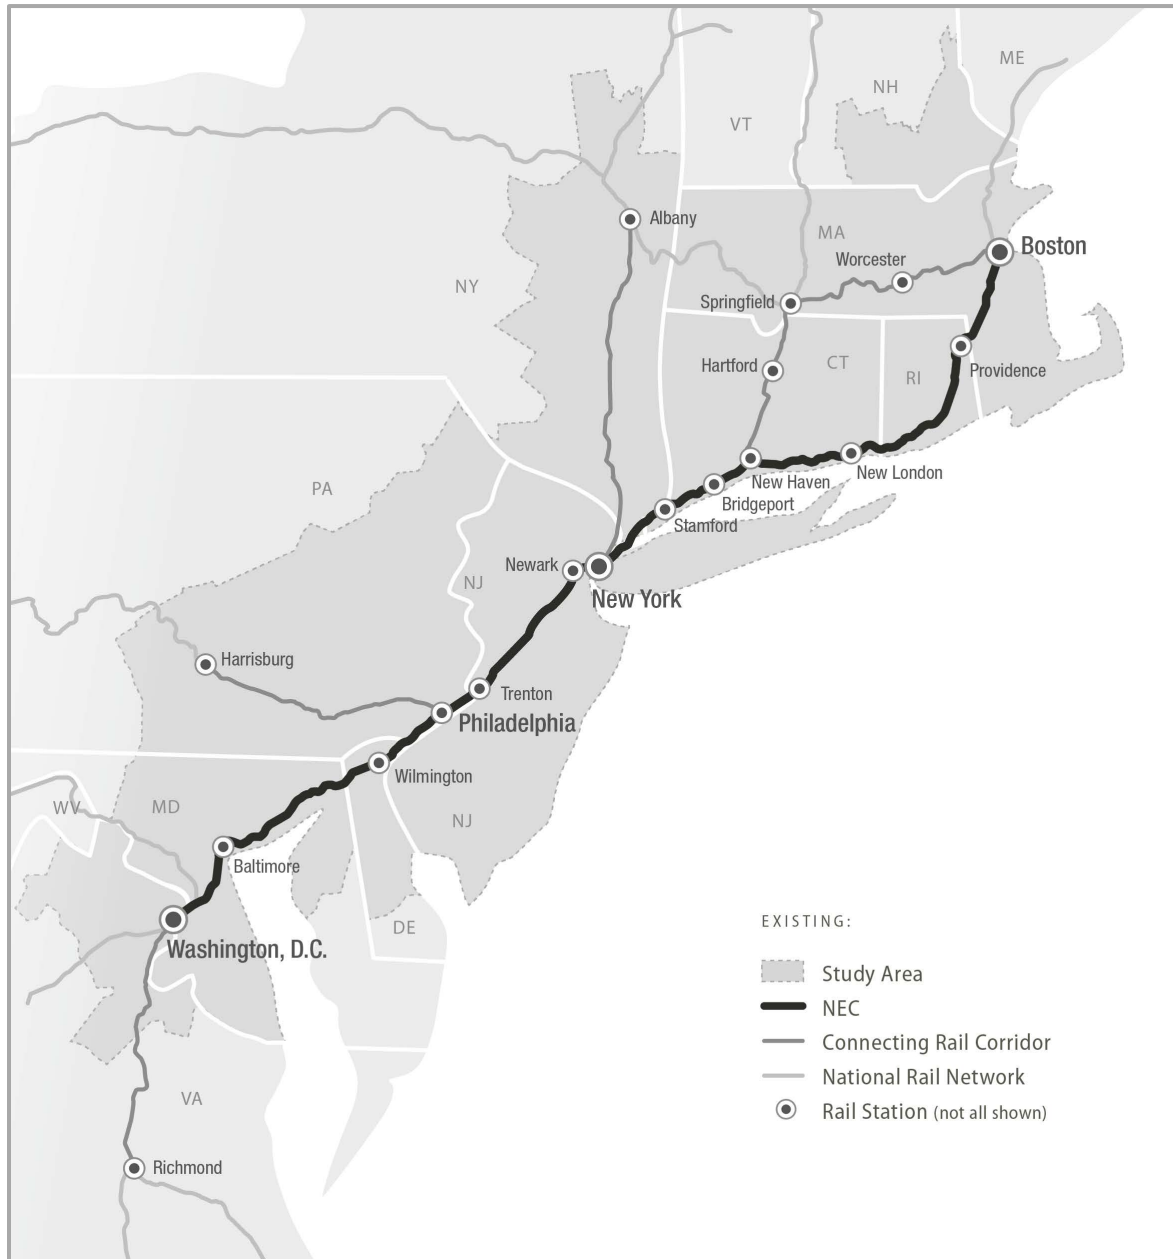 ME
NH
VT
Albany
MA
Boston
Worcester
NY
Springfield
Hartford
CT
RI
Providence
New Haven
New London
PA
Bridgeport
Stamford
Newark
NJ
New York
Harrisburg
Trenton
Philadelphia
Wilmington
WV
MD
NJ
Baltimore
DE
Washington, D.C.
VA
Richmond
EXISTING:
Study Area
NEC
Connecting Rail Corridor
National Rail Network
Rail Station (not all shown)